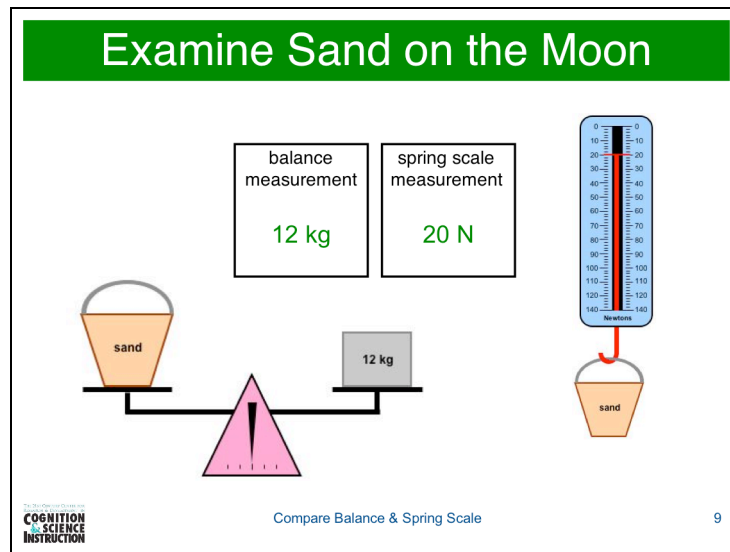 Examine Sand on the Moon
balance
measurement
12 kg
spring scale
measurement
20 N
sand
12 kg
0 0
10 10
20 20
30 30
40 40
50 50
60 60
70 70
80 80
90 90
100 100
110 110
120 120
140 140
Newtons
sand
COGNITION
& SCIENCE
INSTRUCTION
Compare Balance & Spring Scale
9